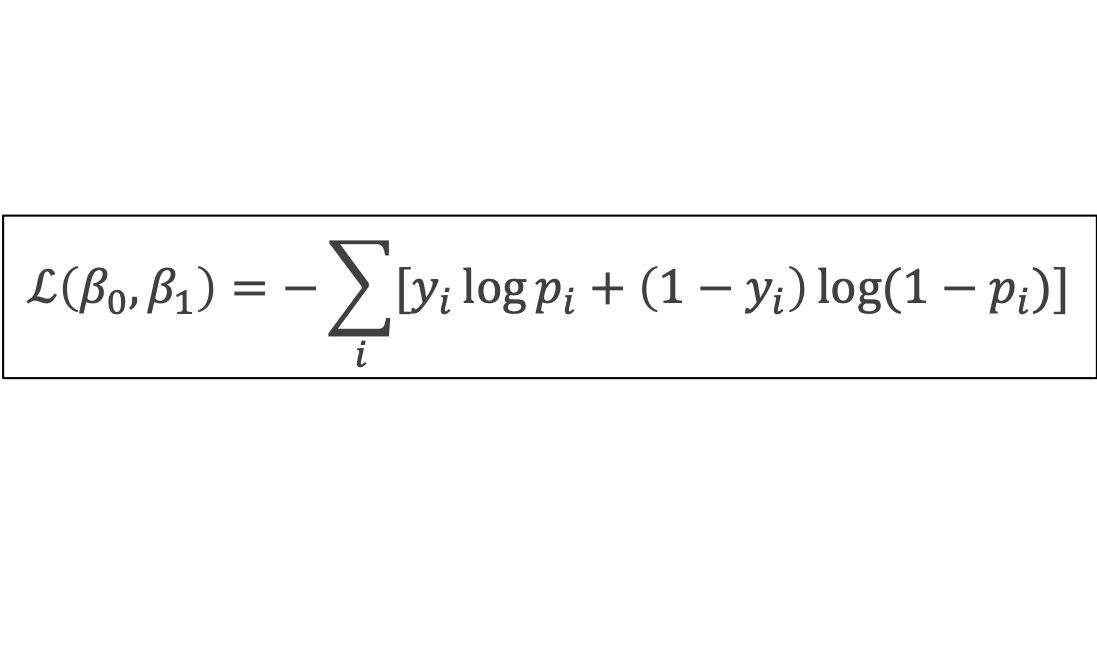 ℒ(β₀, β₁) = − ∑ᵢ [yᵢ log pᵢ + (1 − yᵢ) log(1 − pᵢ)]